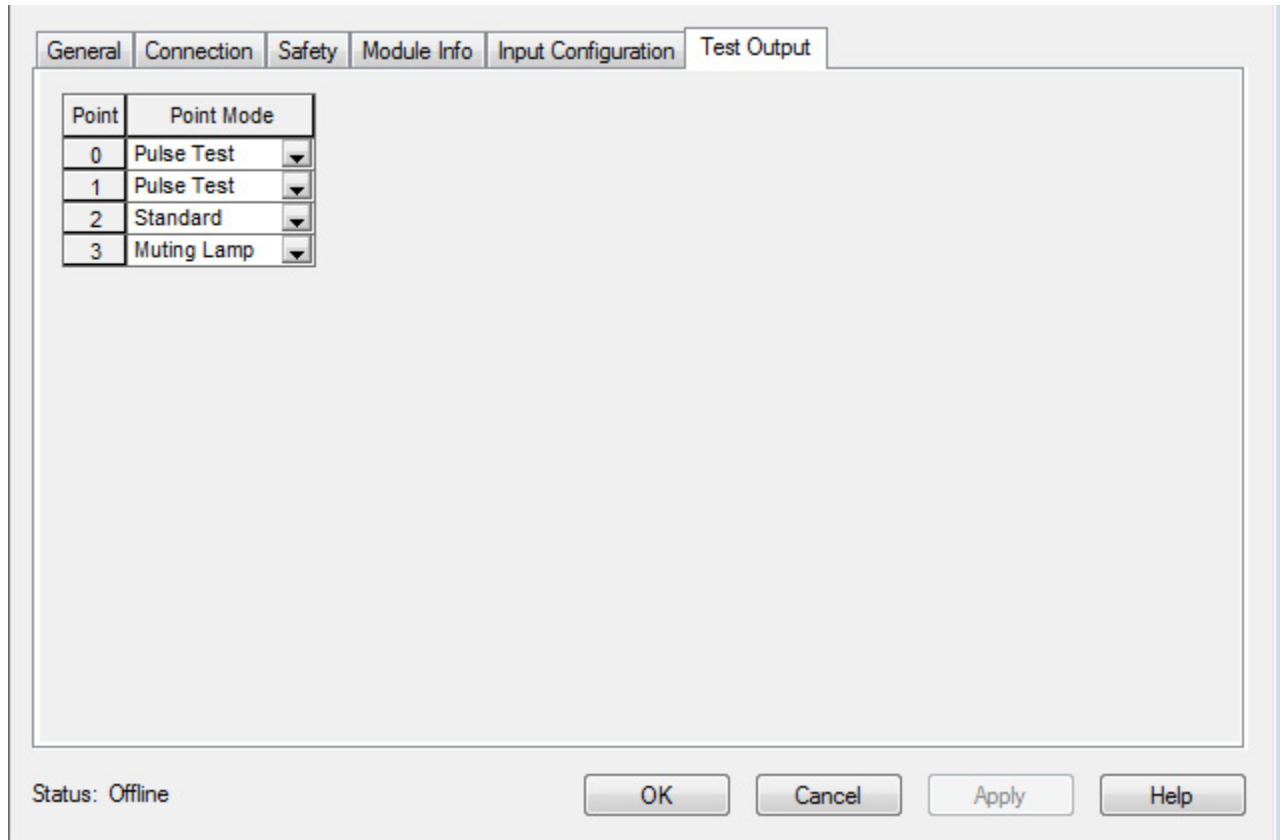 General Connection Safety Module Info Input Configuration Test Output
Point Point Mode
0 Pulse Test
1 Pulse Test
2 Standard
3 Muting Lamp
Status: Offline OK Cancel Apply Help